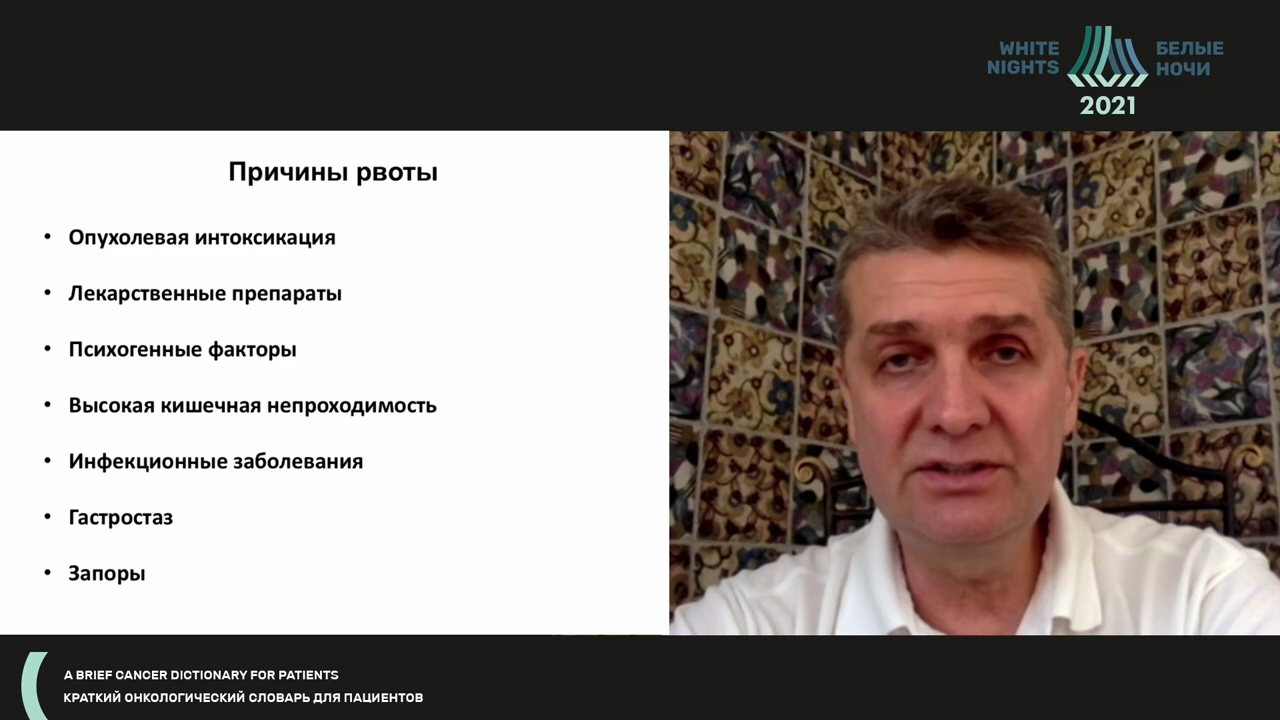 WHITE
NIGHTS
БЕЛЫЕ
НОЧИ
2021
Причины рвоты
• Опухолевая интоксикация
• Лекарственные препараты
• Психогенные факторы
• Высокая кишечная непроходимость
• Инфекционные заболевания
• Гастростаз
• Запоры
A BRIEF CANCER DICTIONARY FOR PATIENTS
КРАТКИЙ ОНКОЛОГИЧЕСКИЙ СЛОВАРЬ ДЛЯ ПАЦИЕНТОВ